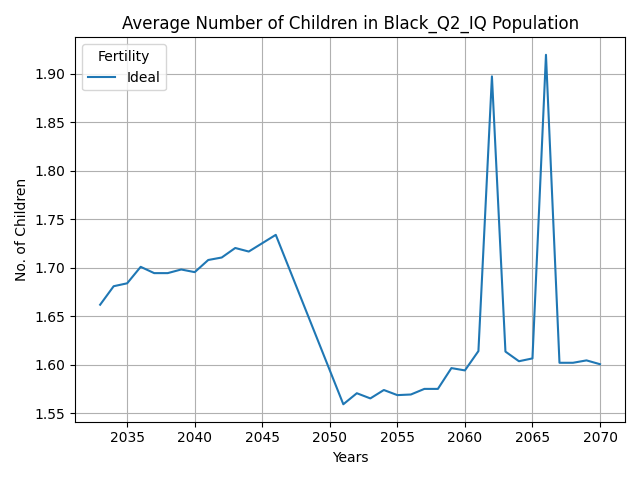 Average Number of Children in Black_Q2_IQ Population
Fertility
Ideal
No. of Children
1.90
1.85
1.80
1.75
1.70
1.65
1.60
1.55
2035 2040 2045 2050 2055 2060 2065 2070
Years